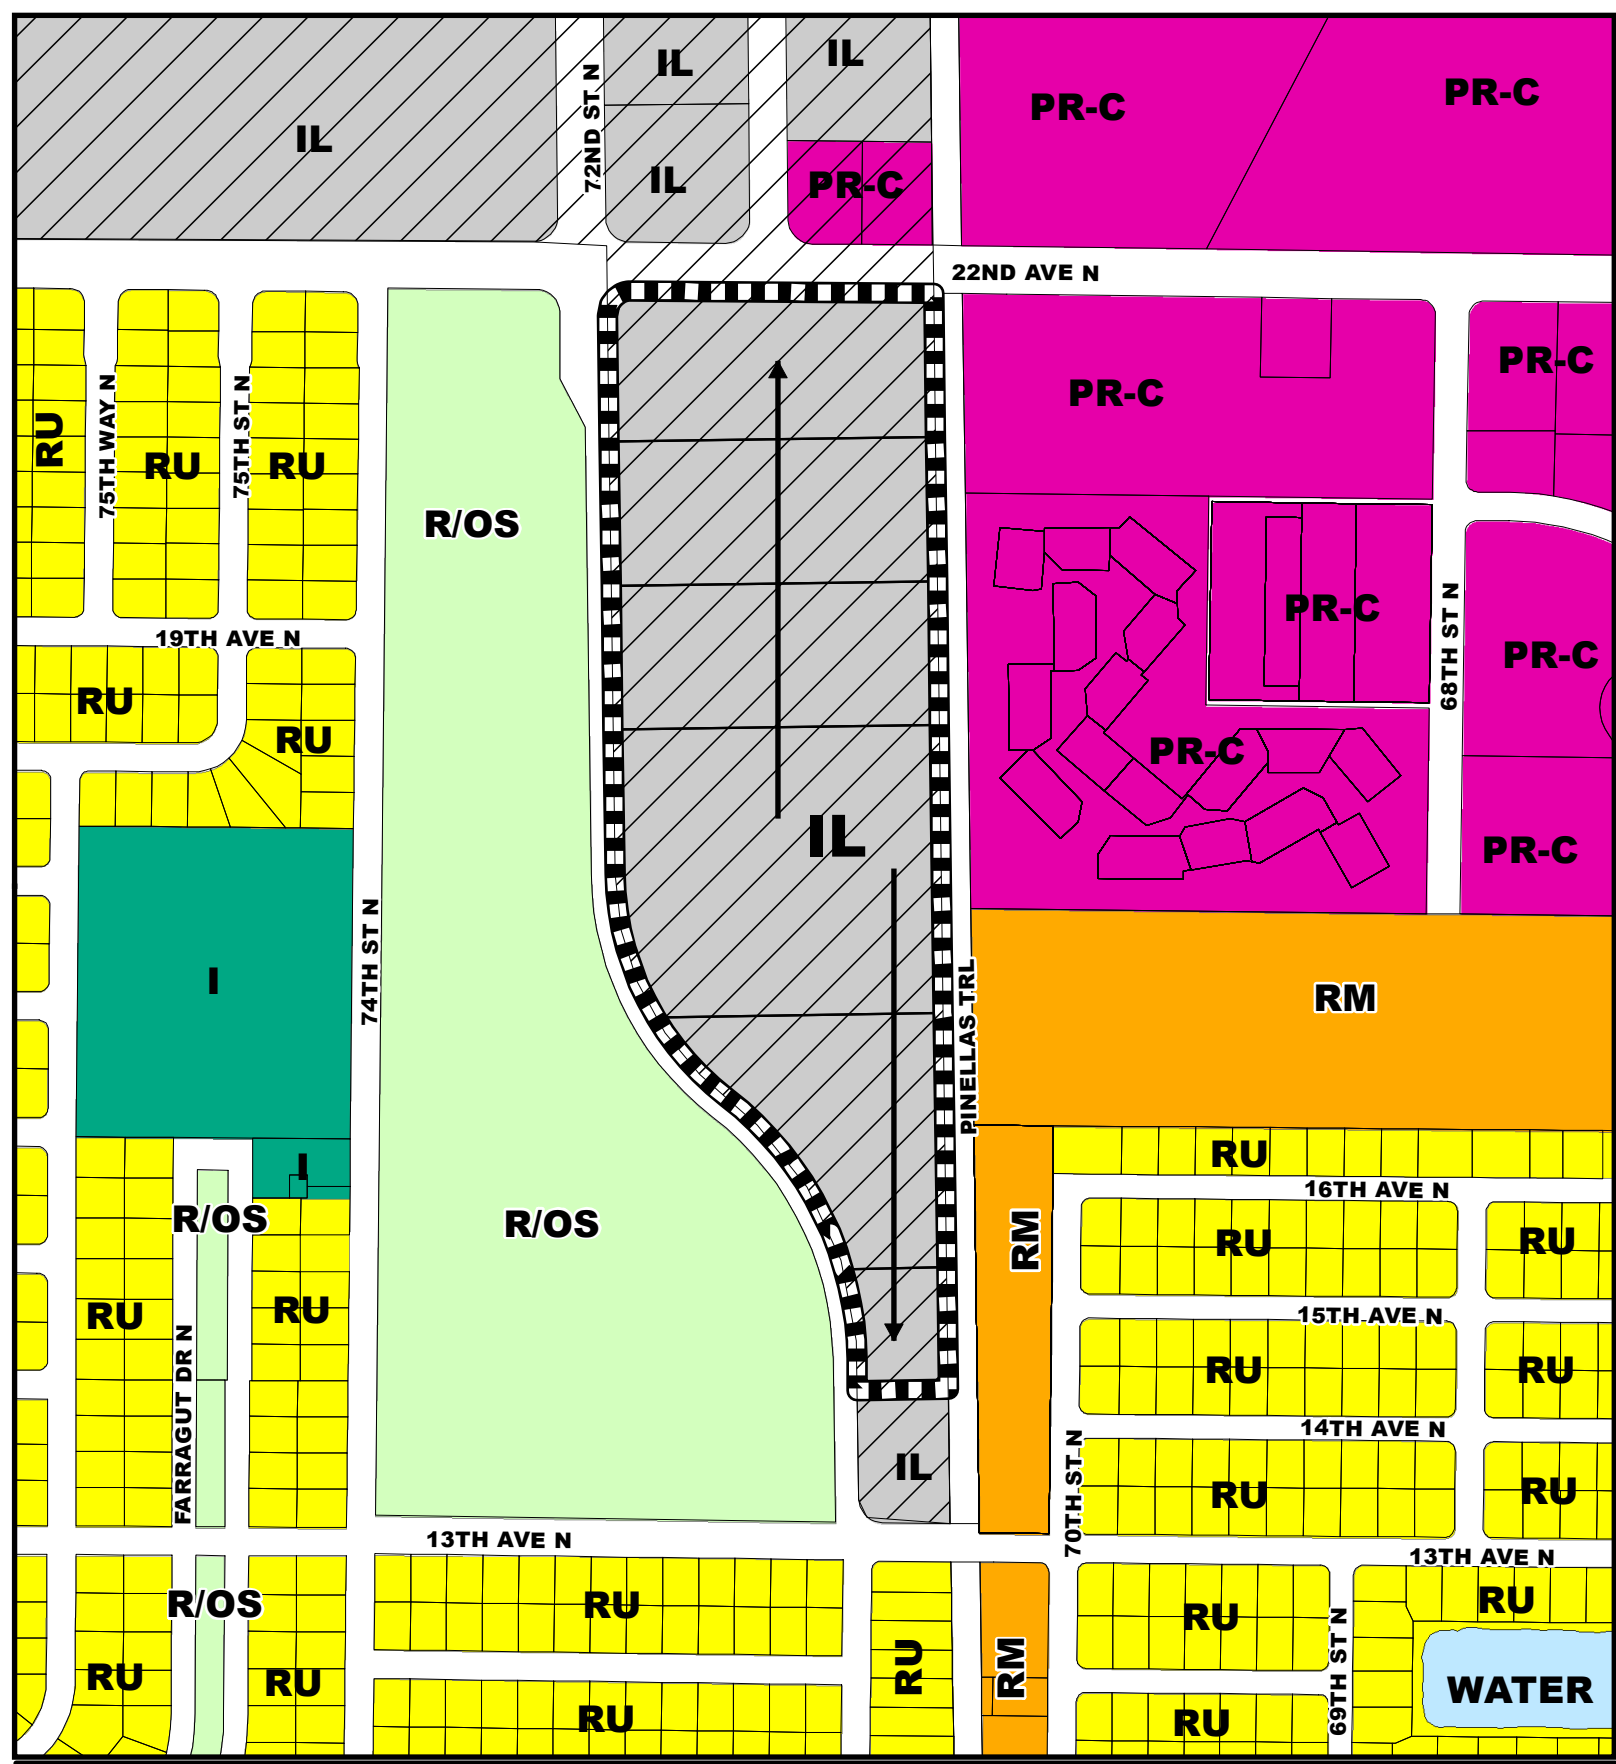 IL
IL
PR-C
PR-C
IL
72ND ST N
IL
PR-C
22ND AVE N
PR-C
PR-C
RU
75TH WAY N
RU
75TH ST N
RU
R/OS
PR-C
68TH ST N
19TH AVE N
PR-C
RU
RU
PR-C
IL
PR-C
I
74TH ST N
PINELLAS TRL
RM
I
RU
16TH AVE N
R/OS
R/OS
RM
RU
RU
RU
RU
15TH AVE N
FARRAGUT DR N
RU
RU
14TH AVE N
IL
70TH ST N
RU
RU
13TH AVE N
13TH AVE N
R/OS
RU
RU
RU
RU
RU
RU
RM
69TH ST N
WATER
RU
RU